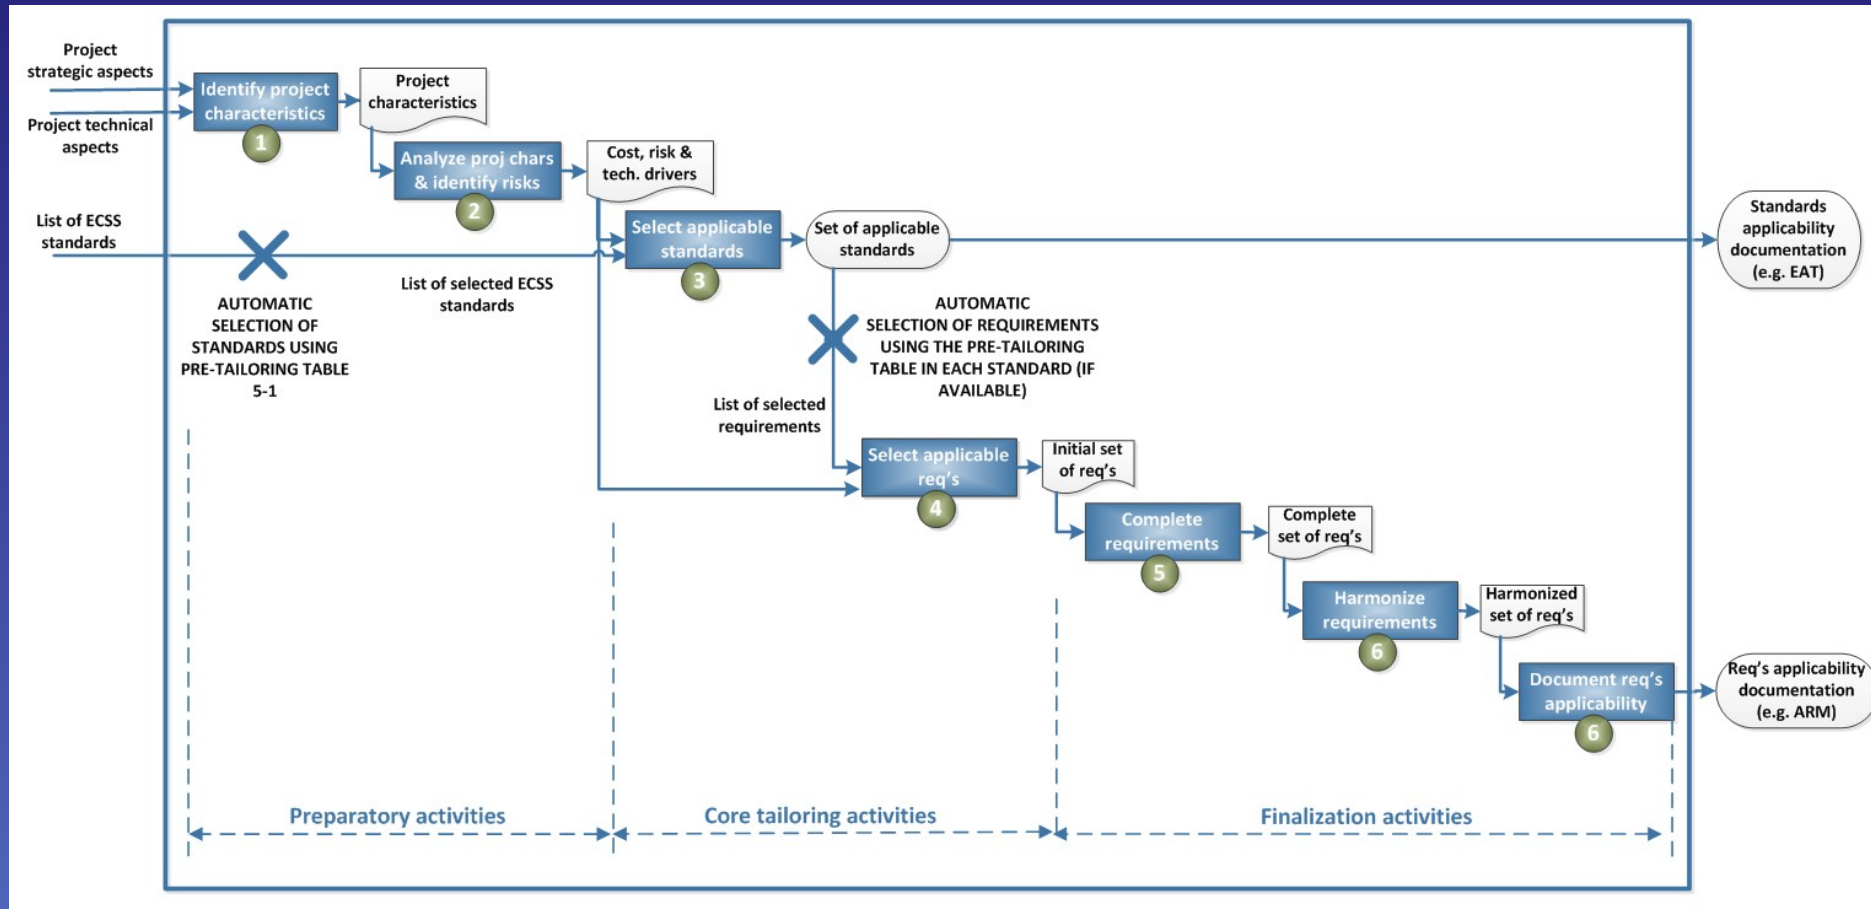 Project
strategic aspects
Project technical
aspects
Identify project
characteristics
1
Project
characteristics
Analyze proj chars
& identify risks
2
Cost, risk &
tech. drivers
List of ECSS
standards
AUTOMATIC
SELECTION OF
STANDARDS USING
PRE-TAILORING TABLE
5-1
List of selected ECSS
standards
Select applicable
standards
3
Set of applicable
standards
Standards
applicability
documentation
(e.g. EAT)
AUTOMATIC
SELECTION OF REQUIREMENTS
USING THE PRE-TAILORING
TABLE IN EACH STANDARD (IF
AVAILABLE)
List of selected
requirements
Select applicable
req's
4
Initial set
of req's
Complete
requirements
5
Complete
set of req's
Harmonize
requirements
6
Harmonized
set of req's
Document req's
applicability
6
Req's applicability
documentation
(e.g. ARM)
Preparatory activities
Core tailoring activities
Finalization activities